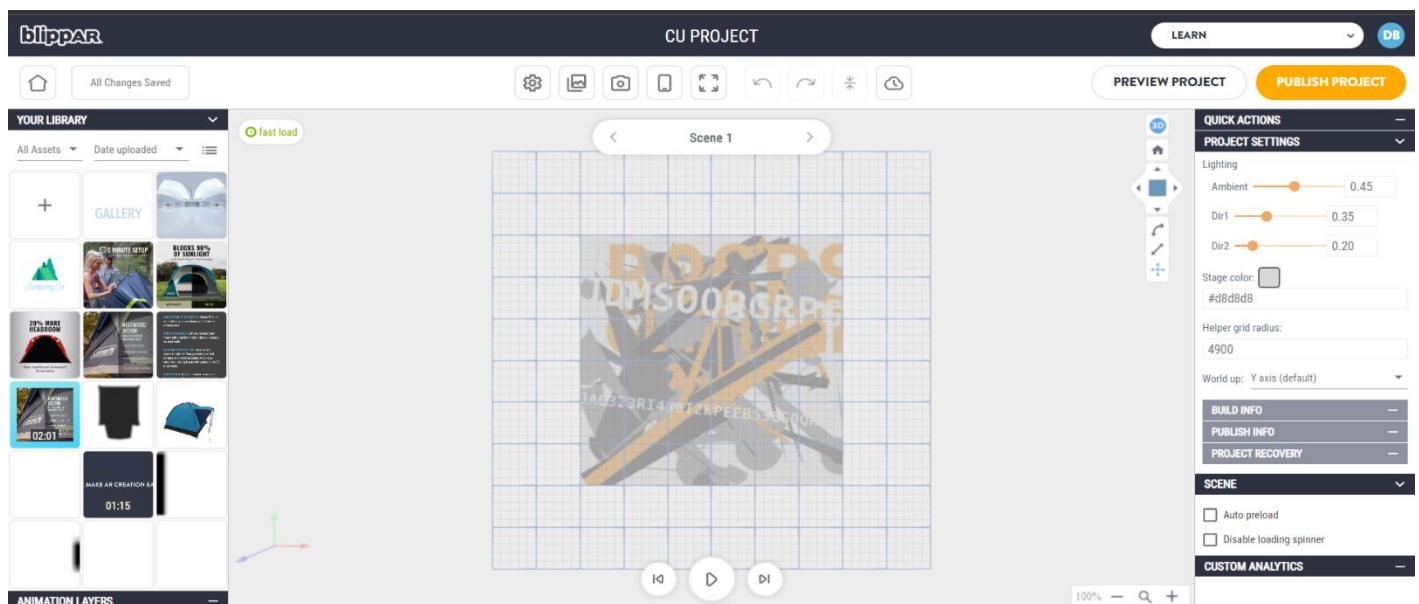 blippAR
CU PROJECT
LEARN
DB
All Changes Saved
PREVIEW PROJECT
PUBLISH PROJECT
YOUR LIBRARY
All Assets
Date uploaded
GALLERY
5 MINUTE SETUP
BLOCKS 90%
OF SUNLIGHT
20% MORE
HEADROOM
02:01
MAKE AR CREATION EA
01:15
ANIMATION LAYERS
fast load
Scene 1
3D
100%
QUICK ACTIONS
PROJECT SETTINGS
Lighting
Ambient 0.45
Dir1 0.35
Dir2 0.20
Stage color:
#d8d8d8
Helper grid radius:
4900
World up: Y axis (default)
BUILD INFO
PUBLISH INFO
PROJECT RECOVERY
SCENE
Auto preload
Disable loading spinner
CUSTOM ANALYTICS